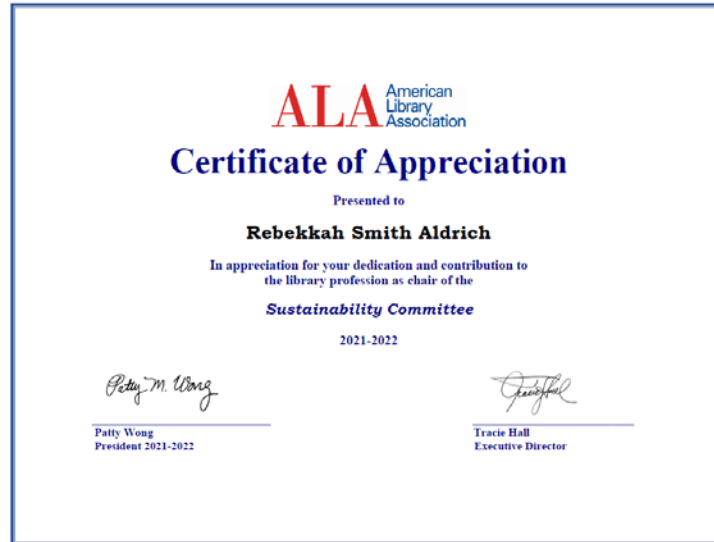 ALA American
Library
Association
Certificate of Appreciation
Presented to
Rebekkah Smith Aldrich
In appreciation for your dedication and contribution to
the library profession as chair of the
Sustainability Committee
2021-2022
Patty M. Wong
Tracie Hall
Patty Wong
President 2021-2022
Tracie Hall
Executive Director